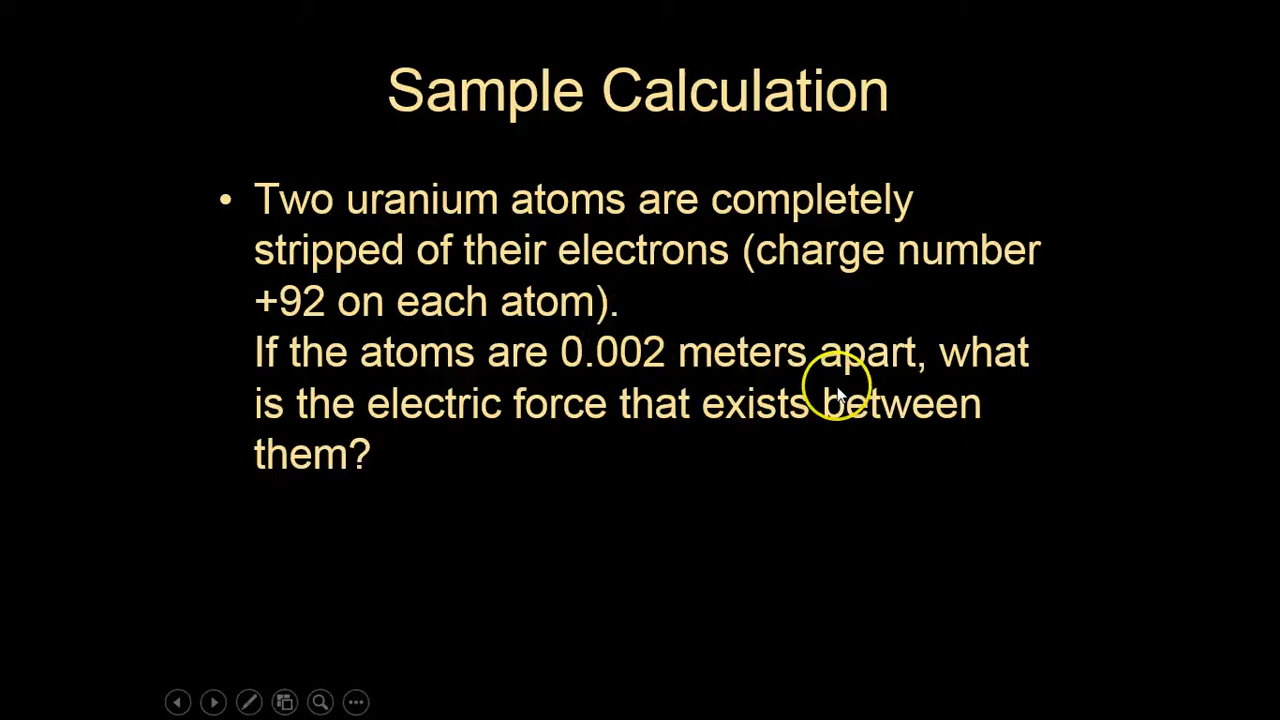 Sample Calculation
• Two uranium atoms are completely
stripped of their electrons (charge number
+92 on each atom).
If the atoms are 0.002 meters apart, what
is the electric force that exists between
them?